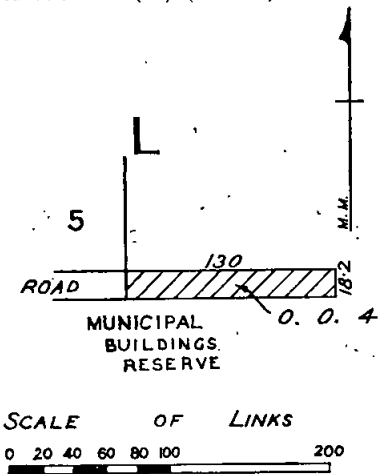 L
5
M.M.
130
18·2
ROAD
0. 0. 4
MUNICIPAL
BUILDINGS
RESERVE
SCALE OF LINKS
0 20 40 60 80 100 200